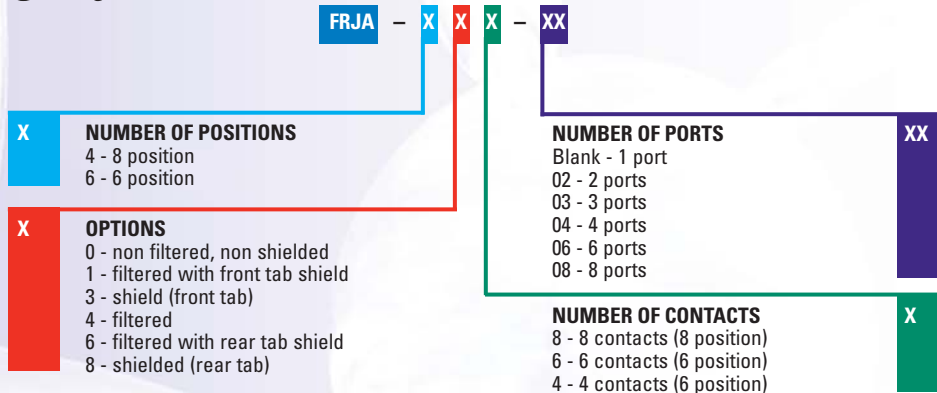 FRJA – X X X – XX
X
NUMBER OF POSITIONS
4 - 8 position
6 - 6 position
X
OPTIONS
0 - non filtered, non shielded
1 - filtered with front tab shield
3 - shield (front tab)
4 - filtered
6 - filtered with rear tab shield
8 - shielded (rear tab)
NUMBER OF PORTS
XX
Blank - 1 port
02 - 2 ports
03 - 3 ports
04 - 4 ports
06 - 6 ports
08 - 8 ports
NUMBER OF CONTACTS
X
8 - 8 contacts (8 position)
6 - 6 contacts (6 position)
4 - 4 contacts (6 position)